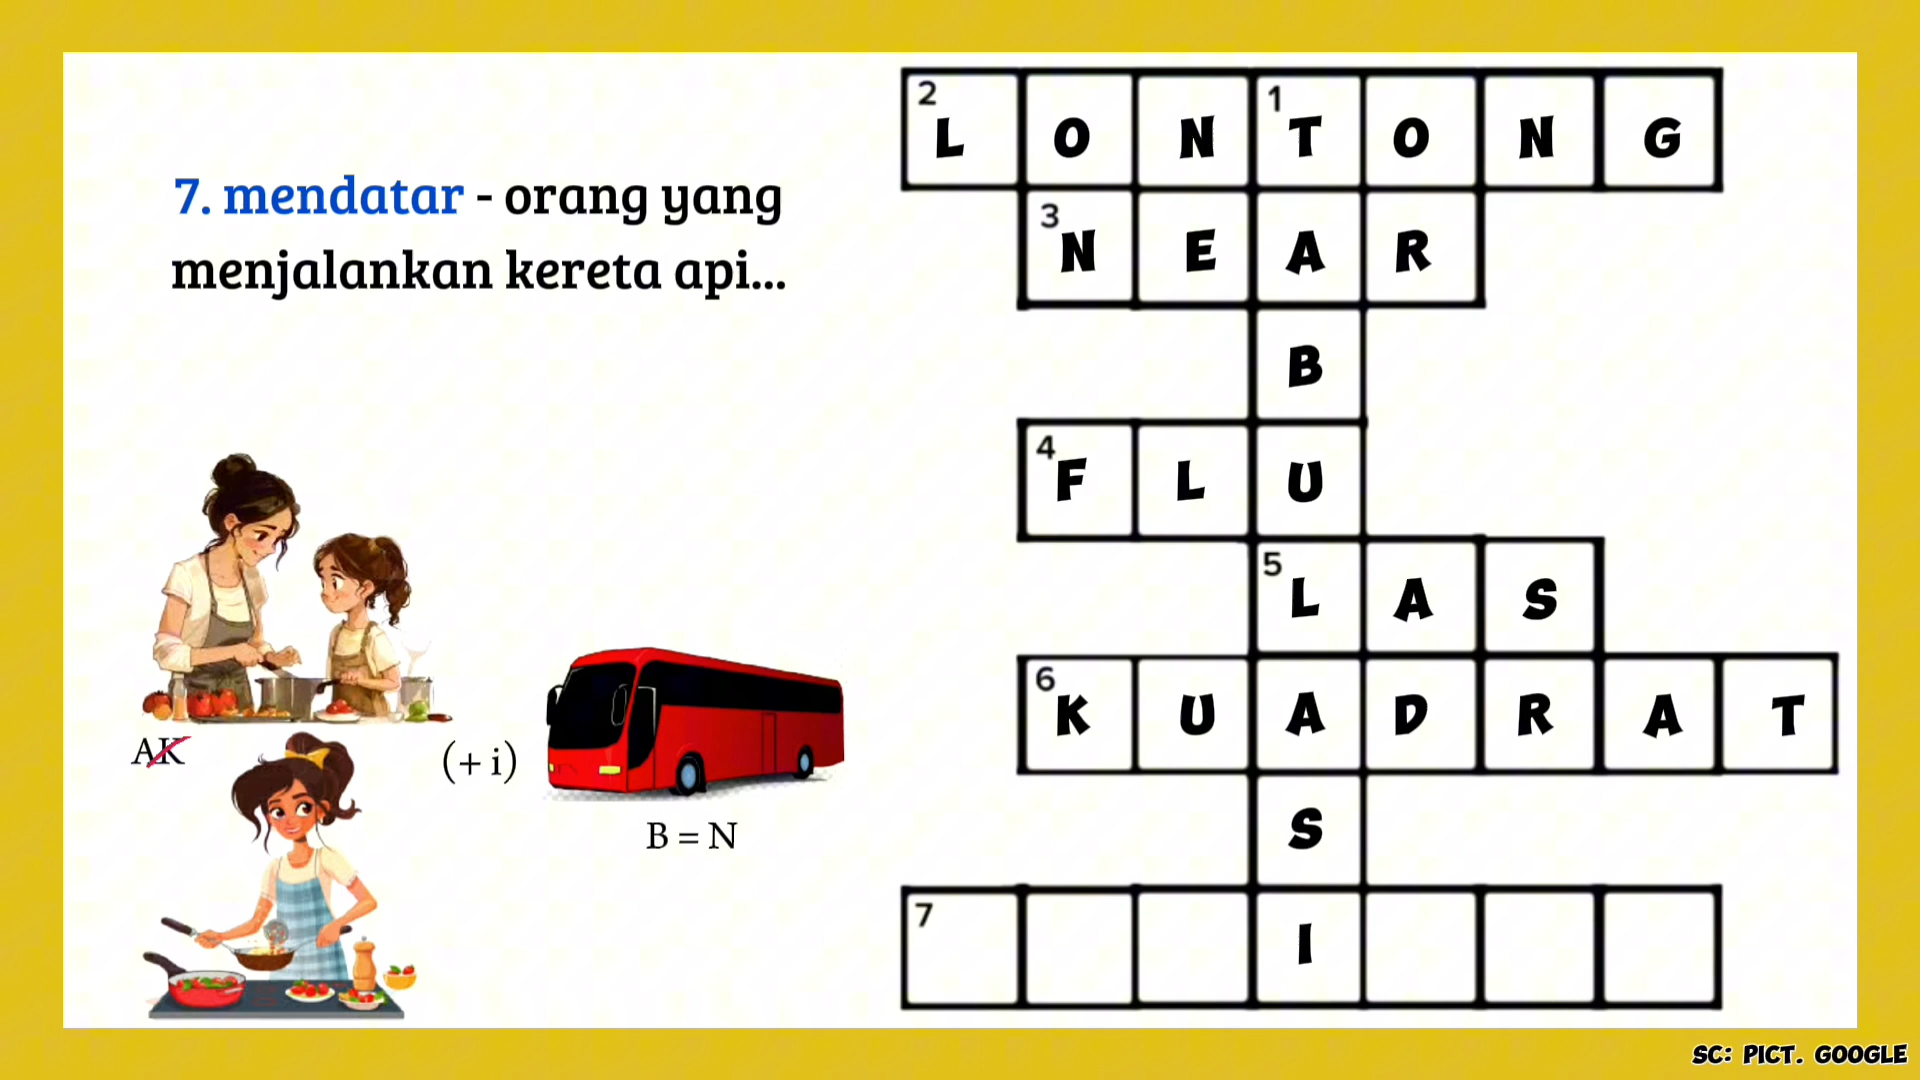 7. mendatar - orang yang
menjalankan kereta api...
AK
(+ i)
B = N
2 L O N 1 T O N G
3 N E A R
B
4 F L U
5 L A S
6 K U A D R A T
S
7 I
SC: PICT. GOOGLE